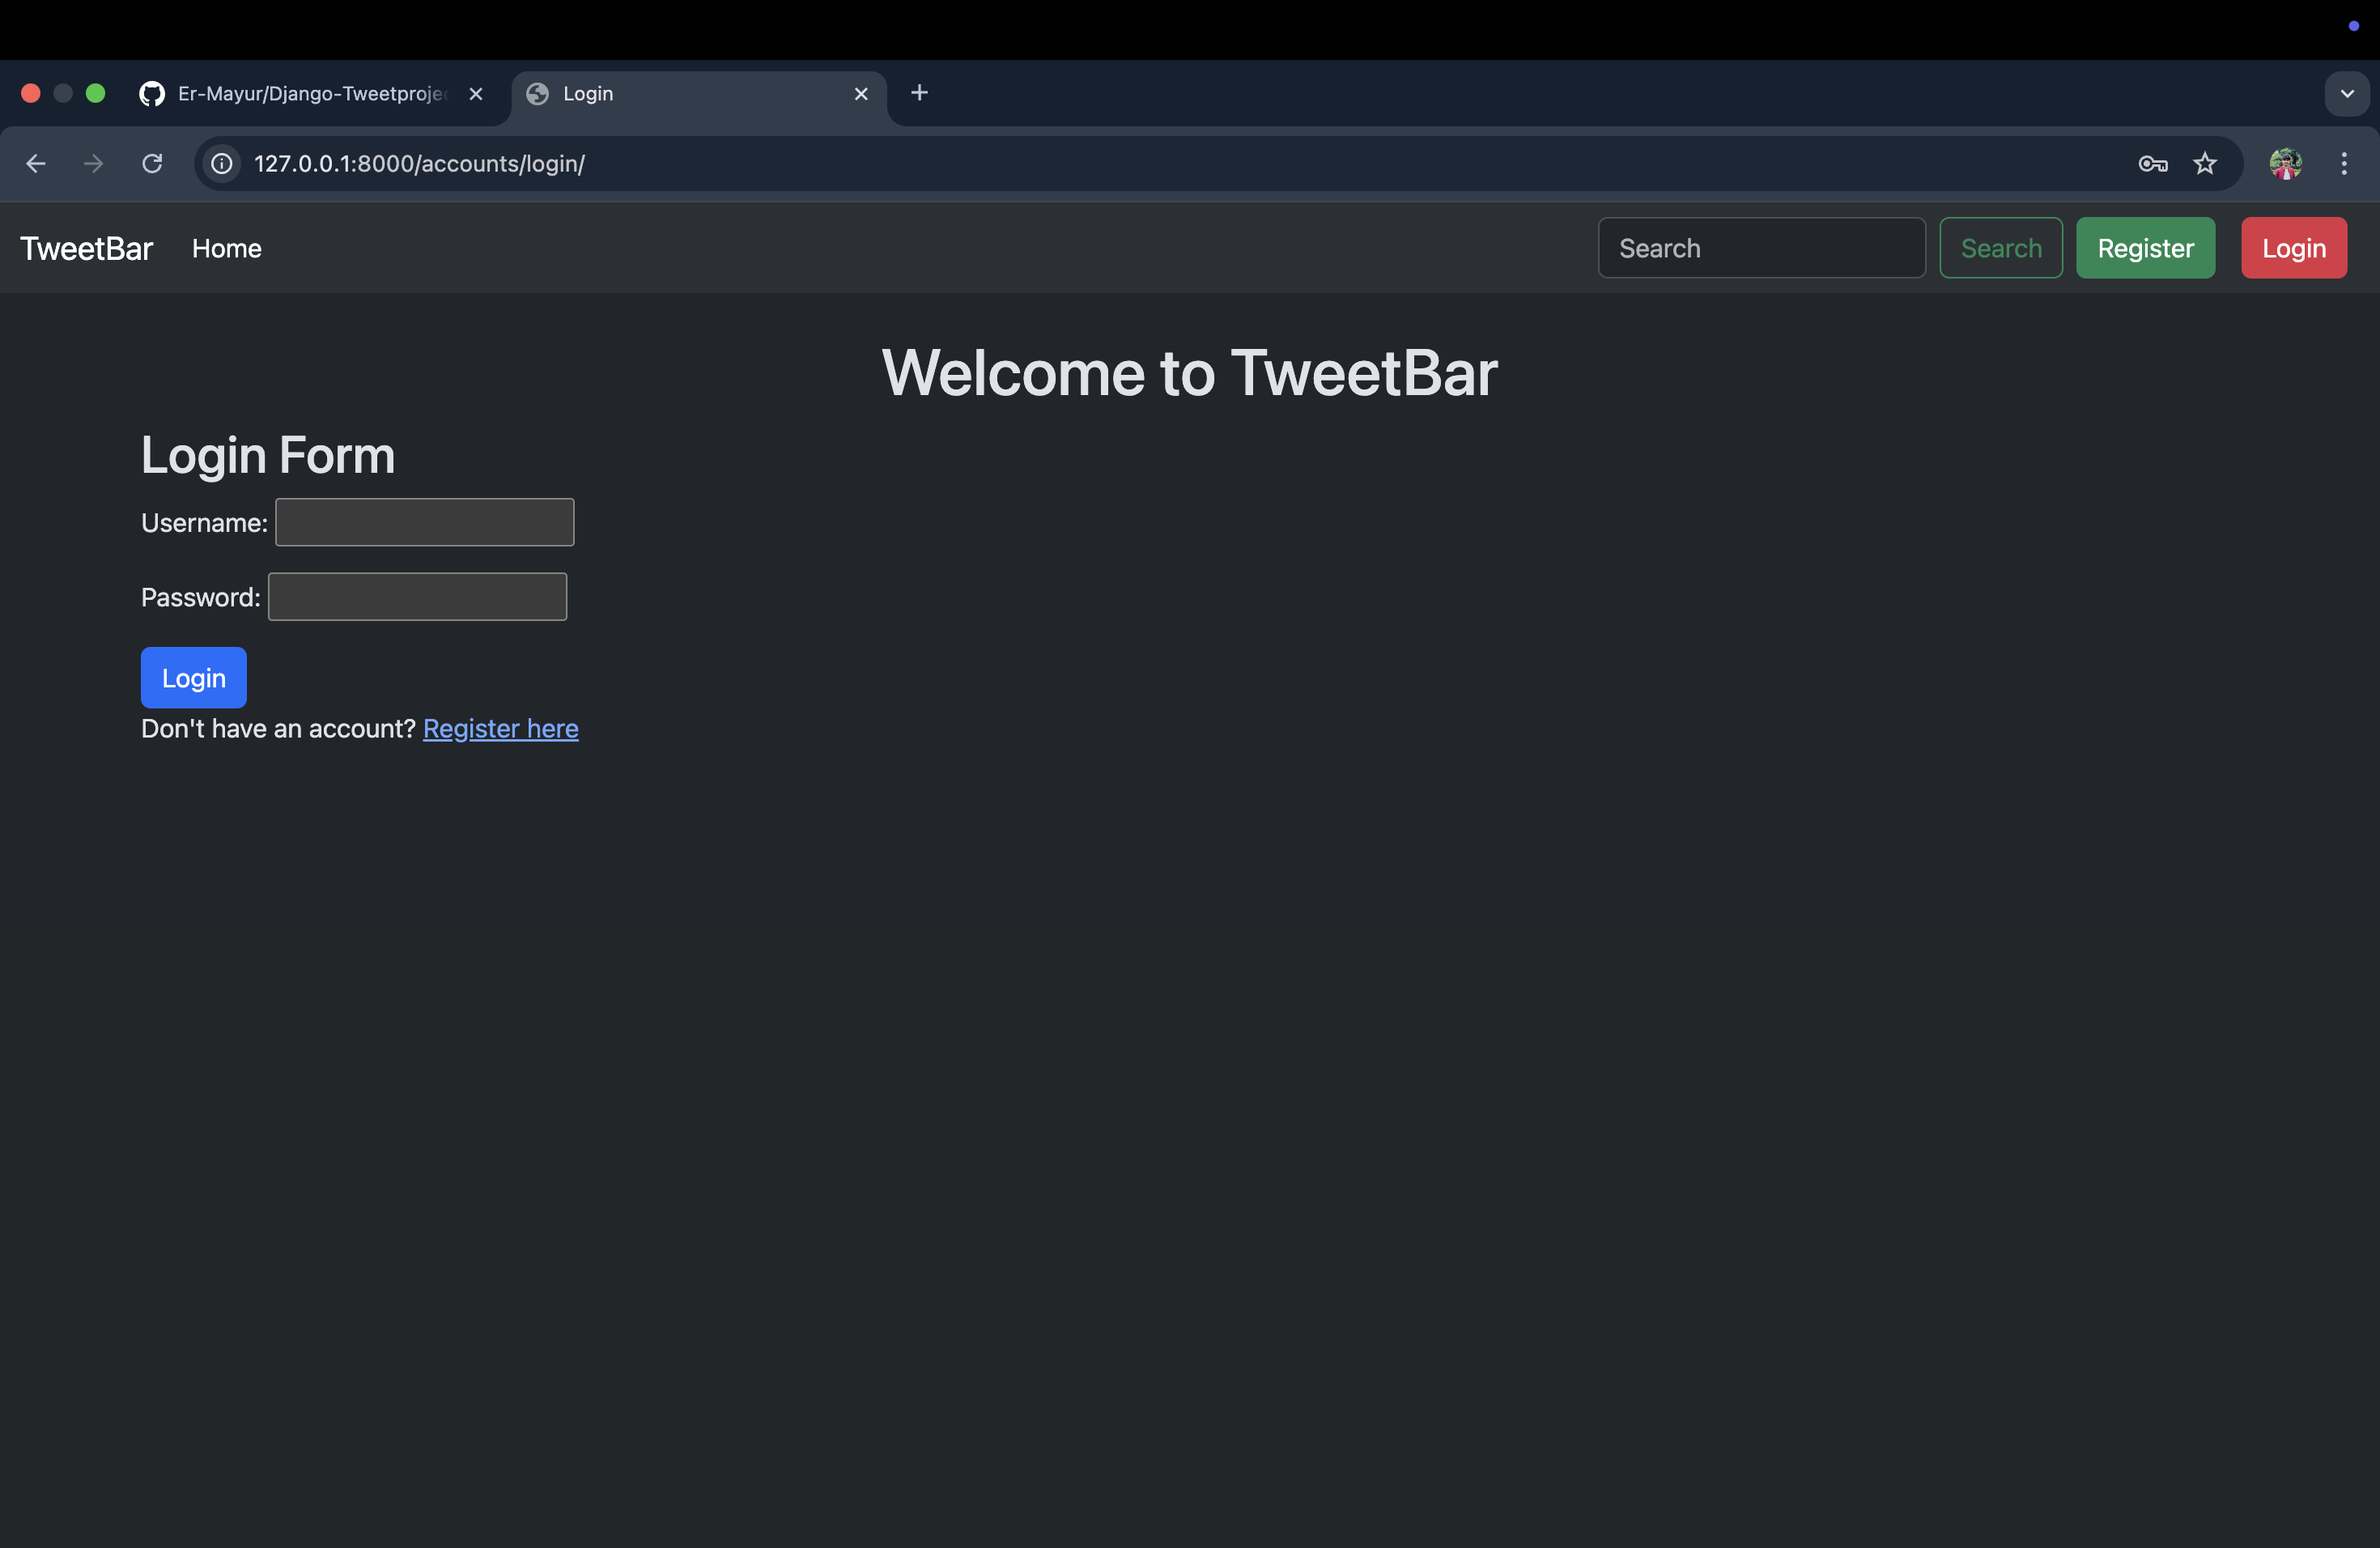 Er-Mayur/Django-Tweetproje
Login
127.0.0.1:8000/accounts/login/
TweetBar Home Search Search Register Login
Welcome to TweetBar
Login Form
Username:
Password:
Login
Don't have an account? Register here